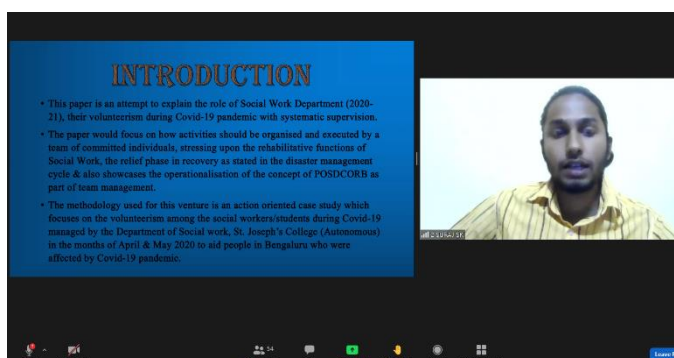 INTRODUCTION
• This paper is an attempt to explain the role of Social Work Department (2020-
21), their volunteerism during Covid-19 pandemic with systematic supervision.
• The paper would focus on how activities should be organised and executed by a
team of committed individuals, stressing upon the rehabilitative functions of
Social Work, the relief phase in recovery as stated in the disaster management
cycle & also showcases the operationalisation of the concept of POSDCORB as
part of team management.
• The methodology used for this venture is an action oriented case study which
focuses on the volunteerism among the social workers/students during Covid-19
managed by the Department of Social work, St. Joseph's College (Autonomous)
in the months of April & May 2020 to aid people in Bengaluru who were
affected by Covid-19 pandemic.
SURAJ SK
54
Leave